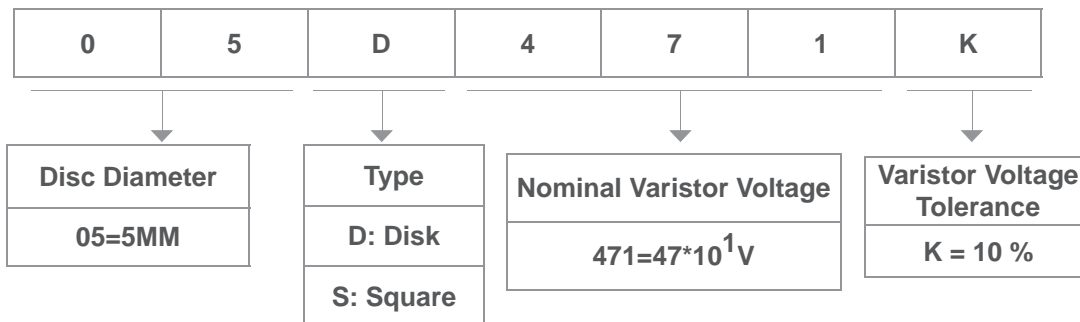 0 5 D 4 7 1 K
Disc Diameter
05=5MM
Type
D: Disk
S: Square
Nominal Varistor Voltage
471=47*10¹V
Varistor Voltage
Tolerance
K = 10 %